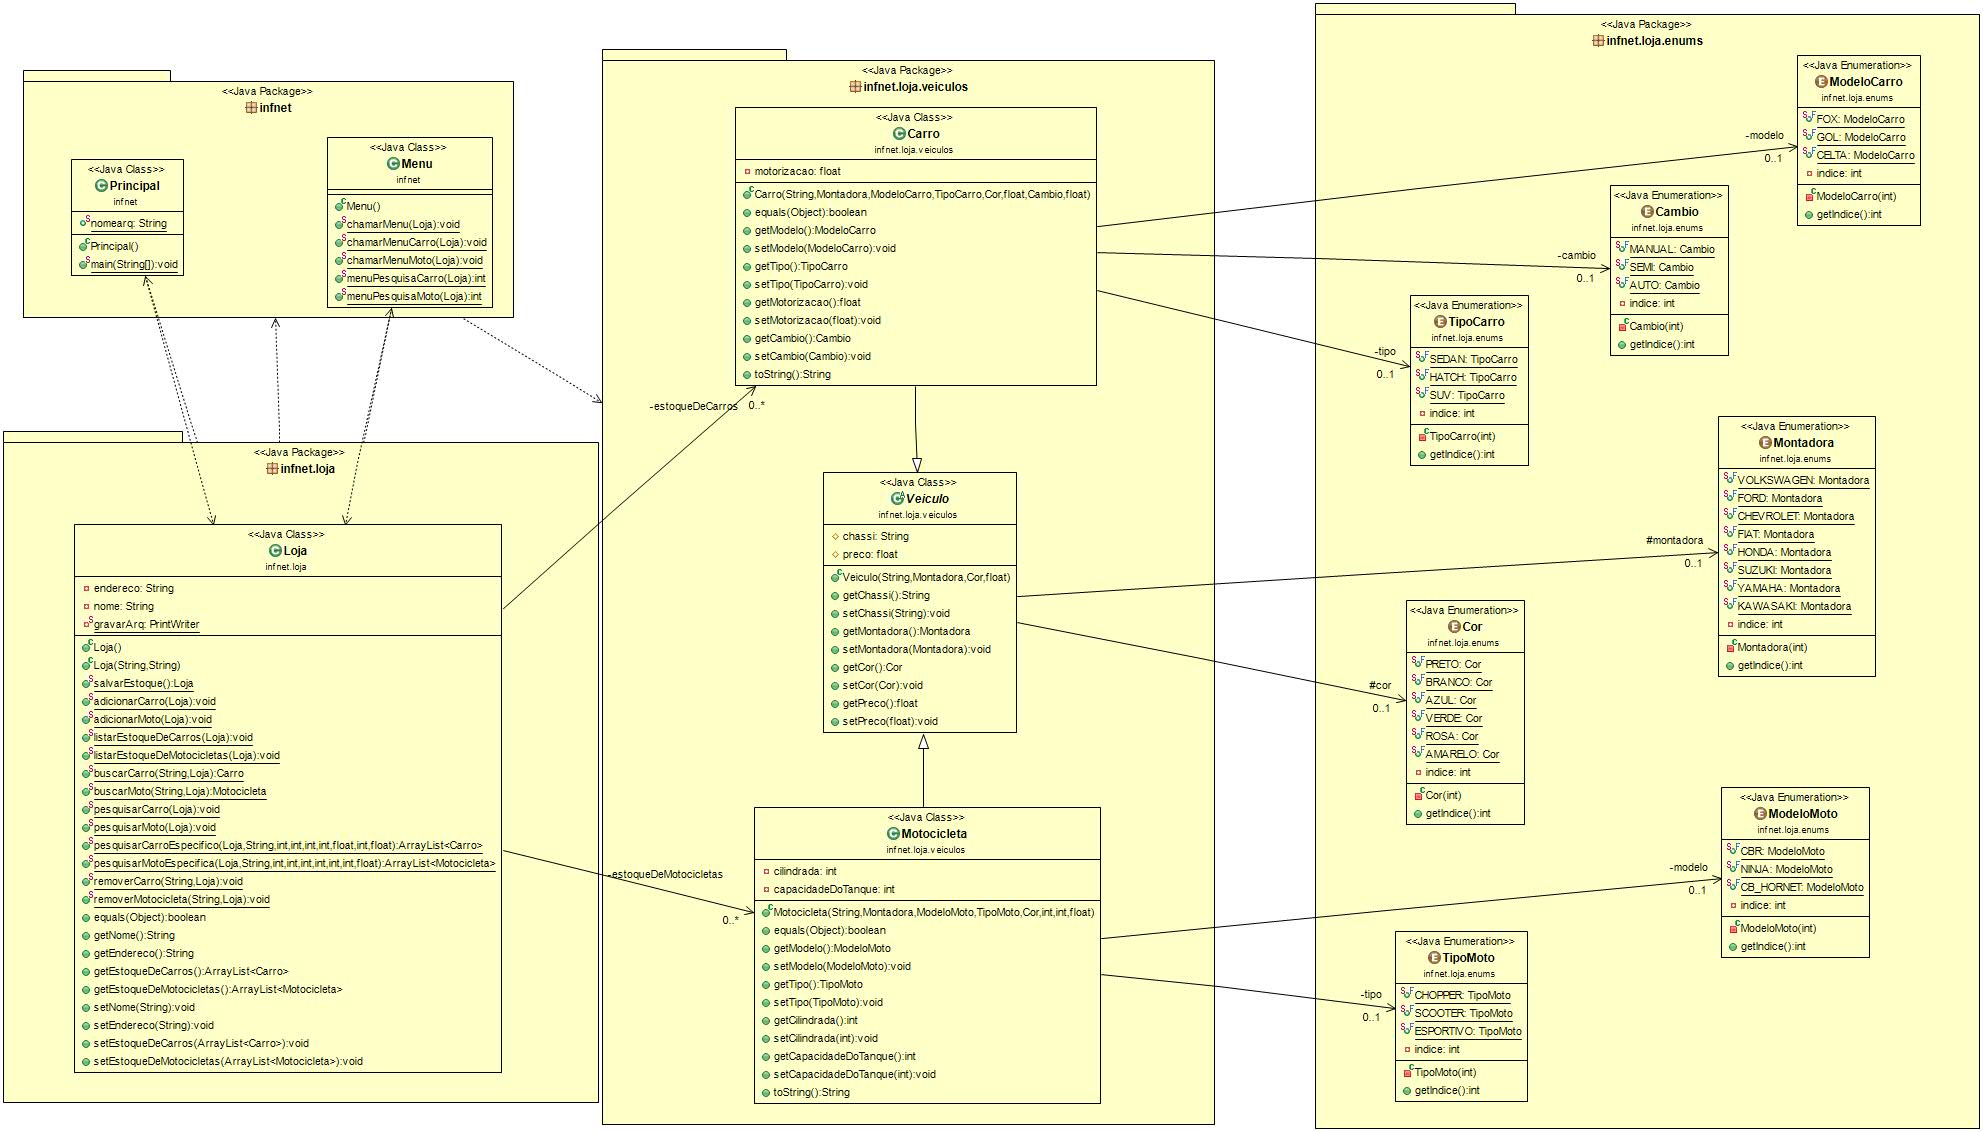 <<Java Package>>
infnet
<<Java Class>>
Principal
infnet
nomearq: String
Principal()
main(String[]):void
<<Java Class>>
Menu
infnet
Menu()
chamarMenu(Loja):void
chamarMenuCarro(Loja):void
chamarMenuMoto(Loja):void
menuPesquisaCarro(Loja):int
menuPesquisaMoto(Loja):int
<<Java Package>>
infnet.loja
<<Java Class>>
Loja
infnet.loja
endereco: String
nome: String
gravarArq: PrintWriter
Loja()
Loja(String,String)
salvarEstoque():Loja
adicionarCarro(Loja):void
adicionarMoto(Loja):void
listarEstoqueDeCarros(Loja):void
listarEstoqueDeMotocicletas(Loja):void
buscarCarro(String,Loja):Carro
buscarMoto(String,Loja):Motocicleta
pesquisarCarro(Loja):void
pesquisarMoto(Loja):void
pesquisarCarroEspecifico(Loja,String,int,int,int,int,float,int,float):ArrayList<Carro>
pesquisarMotoEspecifica(Loja,String,int,int,int,int,int,int,float):ArrayList<Motocicleta>
removerCarro(String,Loja):void
removerMotocicleta(String,Loja):void
equals(Object):boolean
getNome():String
getEndereco():String
getEstoqueDeCarros():ArrayList<Carro>
getEstoqueDeMotocicletas():ArrayList<Motocicleta>
setNome(String):void
setEndereco(String):void
setEstoqueDeCarros(ArrayList<Carro>):void
setEstoqueDeMotocicletas(ArrayList<Motocicleta>):void
<<Java Package>>
infnet.loja.veiculos
<<Java Class>>
Carro
infnet.loja.veiculos
motorizacao: float
Carro(String,Montadora,ModeloCarro,TipoCarro,Cor,float,Cambio,float)
equals(Object):boolean
getModelo():ModeloCarro
setModelo(ModeloCarro):void
getTipo():TipoCarro
setTipo(TipoCarro):void
getMotorizacao():float
setMotorizacao(float):void
getCambio():Cambio
setCambio(Cambio):void
toString():String
-estoqueDeCarros
0..*
<<Java Class>>
Veiculo
infnet.loja.veiculos
chassi: String
preco: float
Veiculo(String,Montadora,Cor,float)
getChassi():String
setChassi(String):void
getMontadora():Montadora
setMontadora(Montadora):void
getCor():Cor
setCor(Cor):void
getPreco():float
setPreco(float):void
-estoqueDeMotocicletas
0..*
<<Java Class>>
Motocicleta
infnet.loja.veiculos
cilindrada: int
capacidadeDoTanque: int
Motocicleta(String,Montadora,ModeloMoto,TipoMoto,Cor,int,int,float)
equals(Object):boolean
getModelo():ModeloMoto
setModelo(ModeloMoto):void
getTipo():TipoMoto
setTipo(TipoMoto):void
getCilindrada():int
setCilindrada(int):void
getCapacidadeDoTanque():int
setCapacidadeDoTanque(int):void
toString():String
<<Java Package>>
infnet.loja.enums
-modelo
0..1
<<Java Enumeration>>
ModeloCarro
infnet.loja.enums
FOX: ModeloCarro
GOL: ModeloCarro
CELTA: ModeloCarro
indice: int
ModeloCarro(int)
getIndice():int
-cambio
0..1
<<Java Enumeration>>
Cambio
infnet.loja.enums
MANUAL: Cambio
SEMI: Cambio
AUTO: Cambio
indice: int
Cambio(int)
getIndice():int
-tipo
0..1
<<Java Enumeration>>
TipoCarro
infnet.loja.enums
SEDAN: TipoCarro
HATCH: TipoCarro
SUV: TipoCarro
indice: int
TipoCarro(int)
getIndice():int
#montadora
0..1
<<Java Enumeration>>
Montadora
infnet.loja.enums
VOLKSWAGEN: Montadora
FORD: Montadora
CHEVROLET: Montadora
FIAT: Montadora
HONDA: Montadora
SUZUKI: Montadora
YAMAHA: Montadora
KAWASAKI: Montadora
indice: int
Montadora(int)
getIndice():int
#cor
0..1
<<Java Enumeration>>
Cor
infnet.loja.enums
PRETO: Cor
BRANCO: Cor
AZUL: Cor
VERDE: Cor
ROSA: Cor
AMARELO: Cor
indice: int
Cor(int)
getIndice():int
-modelo
0..1
<<Java Enumeration>>
ModeloMoto
infnet.loja.enums
CBR: ModeloMoto
NINJA: ModeloMoto
CB_HORNET: ModeloMoto
indice: int
ModeloMoto(int)
getIndice():int
-tipo
0..1
<<Java Enumeration>>
TipoMoto
infnet.loja.enums
CHOPPER: TipoMoto
SCOOTER: TipoMoto
ESPORTIVO: TipoMoto
indice: int
TipoMoto(int)
getIndice():int